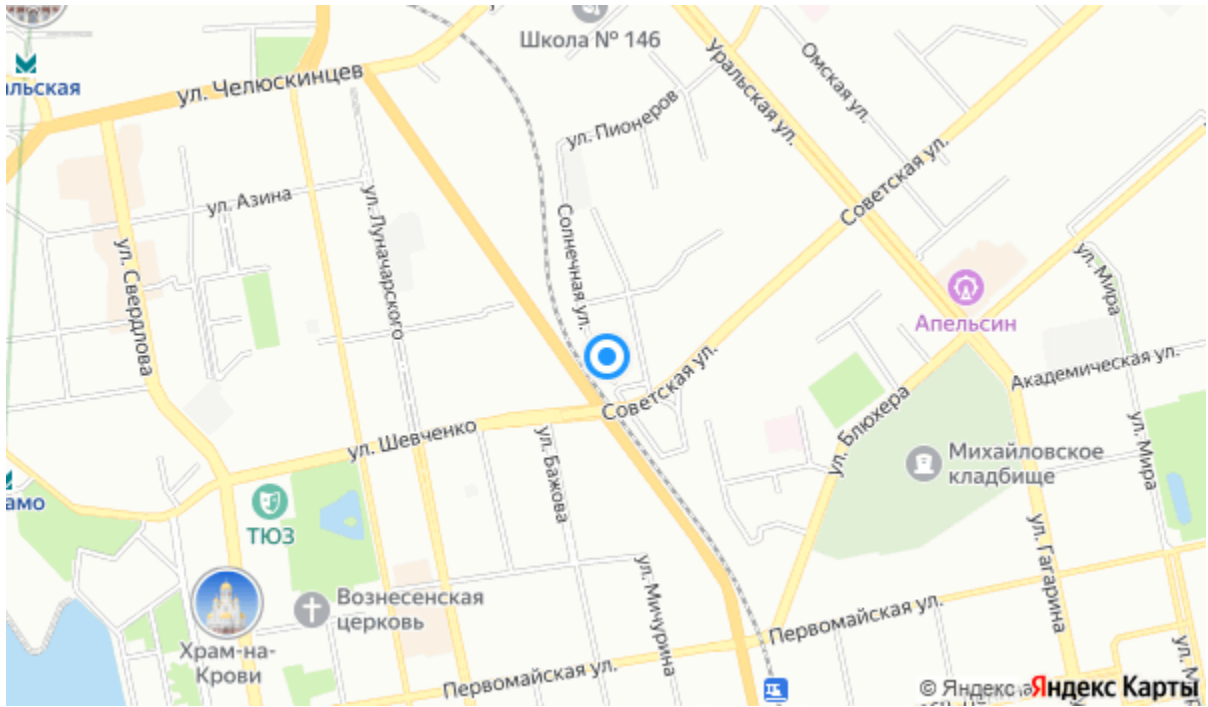 Школа № 146
альская
ул. Челюскинцев
Уральская ул.
Омская ул.
ул. Пионеров
Советская ул.
ул. Азина
ул. Луначарского
Солнечная ул.
ул. Свердлова
ул. Мира
Апельсин
Академическая ул.
Советская ул.
ул. Шевченко
ул. Бажова
ул. Блюхера
ул. Мира
Михайловское
кладбище
амо
ТЮЗ
ул. Гагарина
ул. Мичурина
Вознесенская
церковь
Первомайская ул.
Храм-на-
Крови
Первомайская ул.
© Яндекс
Яндекс Карты